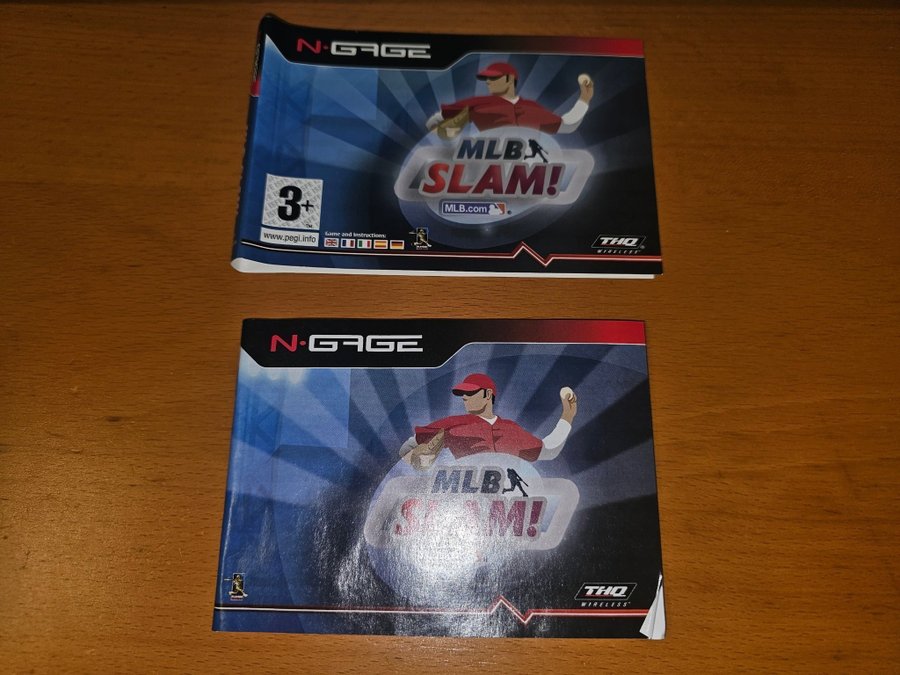 N·GAGE
MLB
SLAM!
MLB.com
3+
™
www.pegi.info
Game and Instructions:
THQ
WIRELESS
N·GAGE
MLB
SLAM!
THQ
WIRELESS